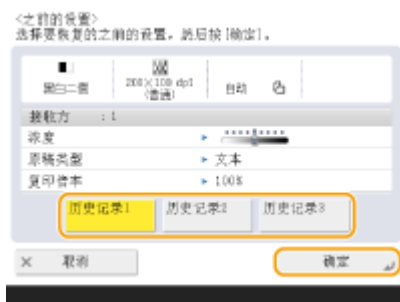 <之前的设置>
选择要恢复的之前的设置，然后按[确定]。
黑白二值
200×100 dpi
(普通)
自动
接收方 :1
浓度
原稿类型 ▸ 文本
复印倍率 ▸ 100%
历史记录1 历史记录2 历史记录3
× 取消 确定